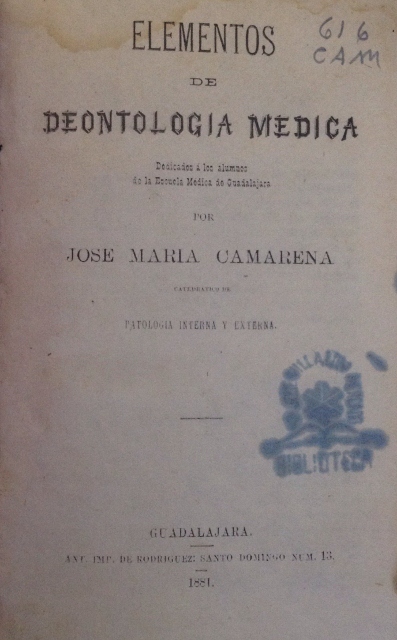 616
CAM
ELEMENTOS
DE
DEONTOLOGIA MEDICA
Dedicados á los alumnos
de la Escuela Medica de Guadalajara
POR
JOSE MARIA CAMARENA
CATEDRATICO DE
PATOLOGIA INTERNA Y EXTERNA.
BIBLIOTECA
GUADALAJARA.
ANT. IMP. DE RODRIGUEZ: SANTO DOMINGO NUM. 13.
1881.